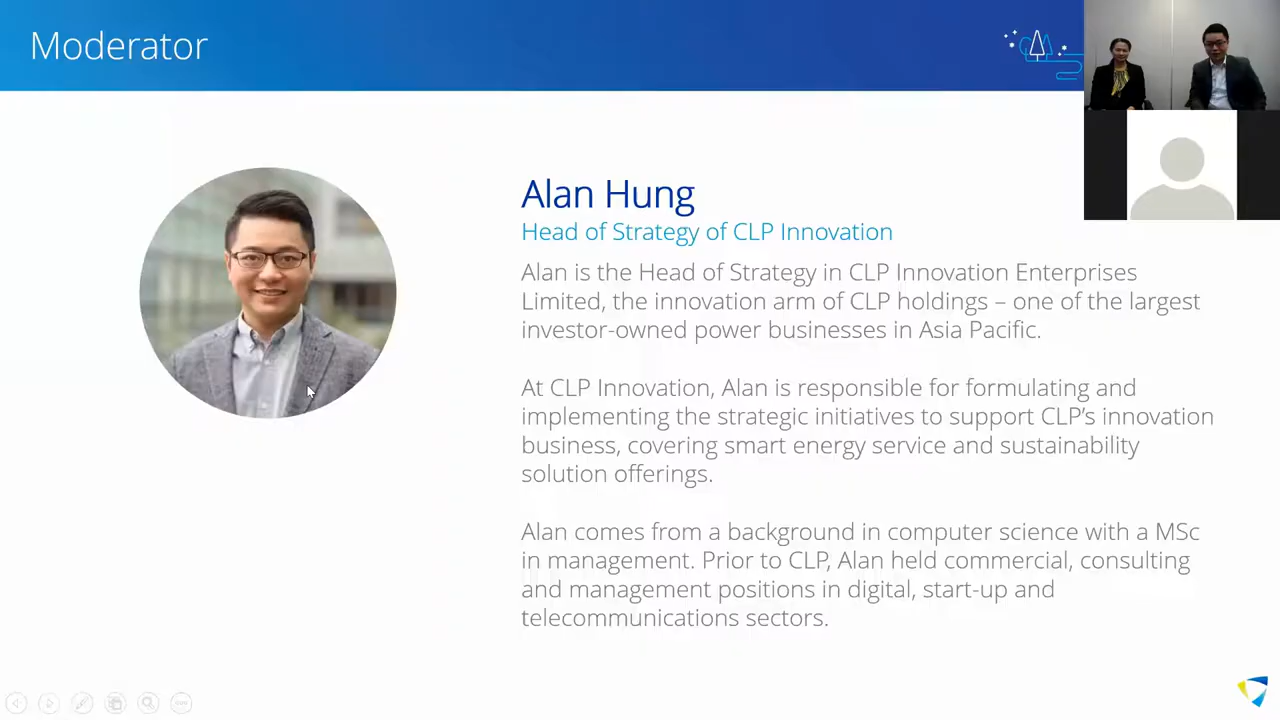 Moderator
Alan Hung
Head of Strategy of CLP Innovation
Alan is the Head of Strategy in CLP Innovation Enterprises
Limited, the innovation arm of CLP holdings – one of the largest
investor-owned power businesses in Asia Pacific.
At CLP Innovation, Alan is responsible for formulating and
implementing the strategic initiatives to support CLP’s innovation
business, covering smart energy service and sustainability
solution offerings.
Alan comes from a background in computer science with a MSc
in management. Prior to CLP, Alan held commercial, consulting
and management positions in digital, start-up and
telecommunications sectors.